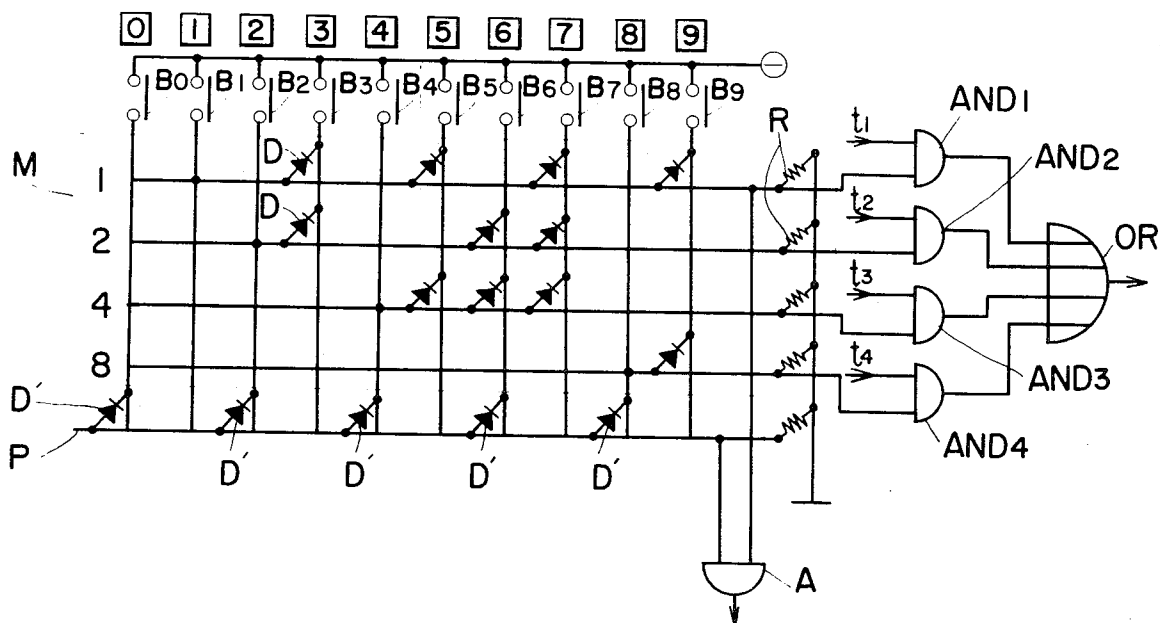 0 1 2 3 4 5 6 7 8 9
B0 B1 B2 B3 B4 B5 B6 B7 B8 B9
AND1
R
t1
D
M
1
AND2
t2
D
2
OR
t3
4
AND3
t4
8
D'
P
D' D' D' D'
AND4
A